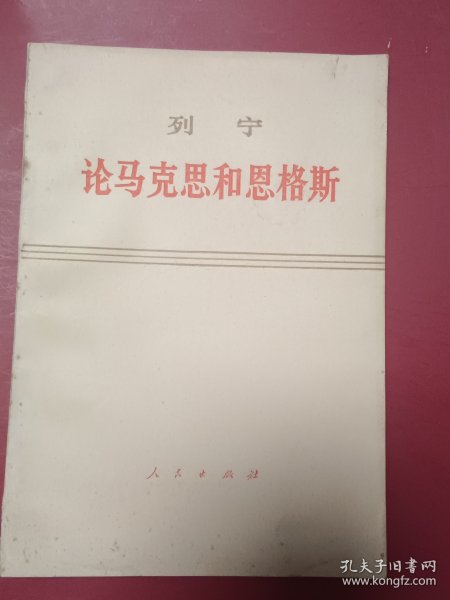 列 宁
论马克思和恩格斯
人民出版社
孔夫子旧书网
www.kongfz.com